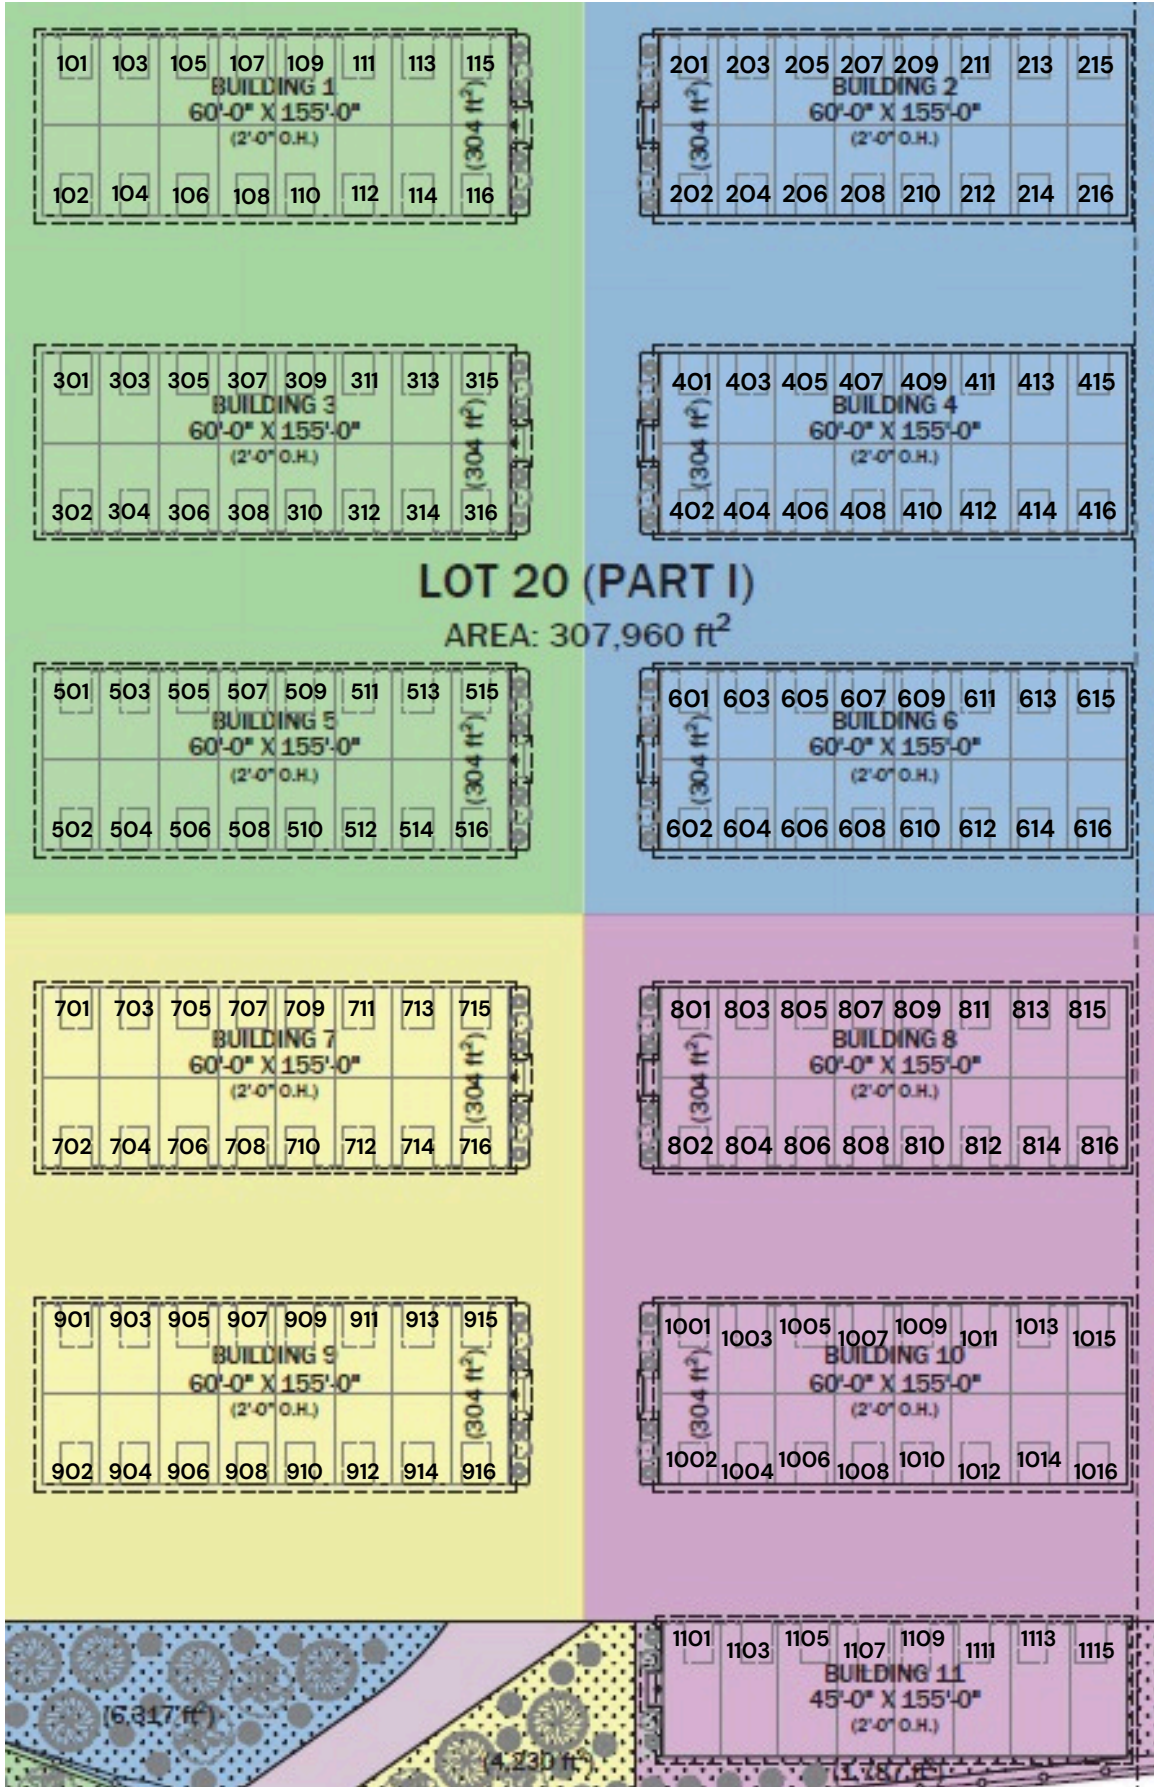 101 103 105 107 109 111 113 115
BUILDING 1
60'-0" X 155'-0"
(2'-0" O.H.)
(304 ft²)
102 104 106 108 110 112 114 116
201 203 205 207 209 211 213 215
BUILDING 2
60'-0" X 155'-0"
(2'-0" O.H.)
(304 ft²)
202 204 206 208 210 212 214 216
301 303 305 307 309 311 313 315
BUILDING 3
60'-0" X 155'-0"
(2'-0" O.H.)
(304 ft²)
302 304 306 308 310 312 314 316
401 403 405 407 409 411 413 415
BUILDING 4
60'-0" X 155'-0"
(2'-0" O.H.)
(304 ft²)
402 404 406 408 410 412 414 416
LOT 20 (PART I)
AREA: 307,960 ft²
501 503 505 507 509 511 513 515
BUILDING 5
60'-0" X 155'-0"
(2'-0" O.H.)
(304 ft²)
502 504 506 508 510 512 514 516
601 603 605 607 609 611 613 615
BUILDING 6
60'-0" X 155'-0"
(2'-0" O.H.)
(304 ft²)
602 604 606 608 610 612 614 616
701 703 705 707 709 711 713 715
BUILDING 7
60'-0" X 155'-0"
(2'-0" O.H.)
(304 ft²)
702 704 706 708 710 712 714 716
801 803 805 807 809 811 813 815
BUILDING 8
60'-0" X 155'-0"
(2'-0" O.H.)
(304 ft²)
802 804 806 808 810 812 814 816
901 903 905 907 909 911 913 915
BUILDING 9
60'-0" X 155'-0"
(2'-0" O.H.)
(304 ft²)
902 904 906 908 910 912 914 916
1001 1003 1005 1007 1009 1011 1013 1015
BUILDING 10
60'-0" X 155'-0"
(2'-0" O.H.)
(304 ft²)
1002 1004 1006 1008 1010 1012 1014 1016
1101 1103 1105 1107 1109 1111 1113 1115
BUILDING 11
45'-0" X 155'-0"
(2'-0" O.H.)
(6,317 ft²)
(4,230 ft²)
(1,787 ft²)